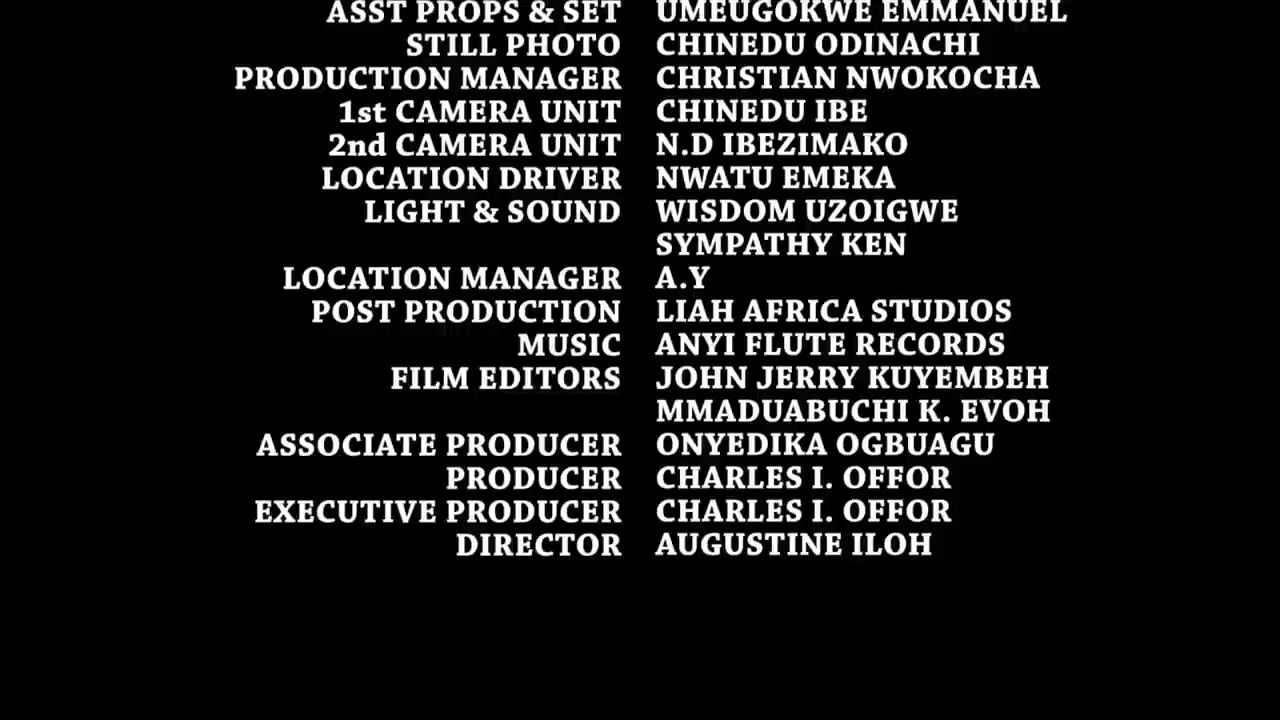 ASST PROPS & SET UMEUGOKWE EMMANUEL
STILL PHOTO CHINEDU ODINACHI
PRODUCTION MANAGER CHRISTIAN NWOKOCHA
1st CAMERA UNIT CHINEDU IBE
2nd CAMERA UNIT N.D IBEZIMAKO
LOCATION DRIVER NWATU EMEKA
LIGHT & SOUND WISDOM UZOIGWE
SYMPATHY KEN
LOCATION MANAGER A.Y
POST PRODUCTION LIAH AFRICA STUDIOS
MUSIC ANYI FLUTE RECORDS
FILM EDITORS JOHN JERRY KUYEMBEH
MMADUABUCHI K. EVOH
ASSOCIATE PRODUCER ONYEDIKA OGBUAGU
PRODUCER CHARLES I. OFFOR
EXECUTIVE PRODUCER CHARLES I. OFFOR
DIRECTOR AUGUSTINE ILOH